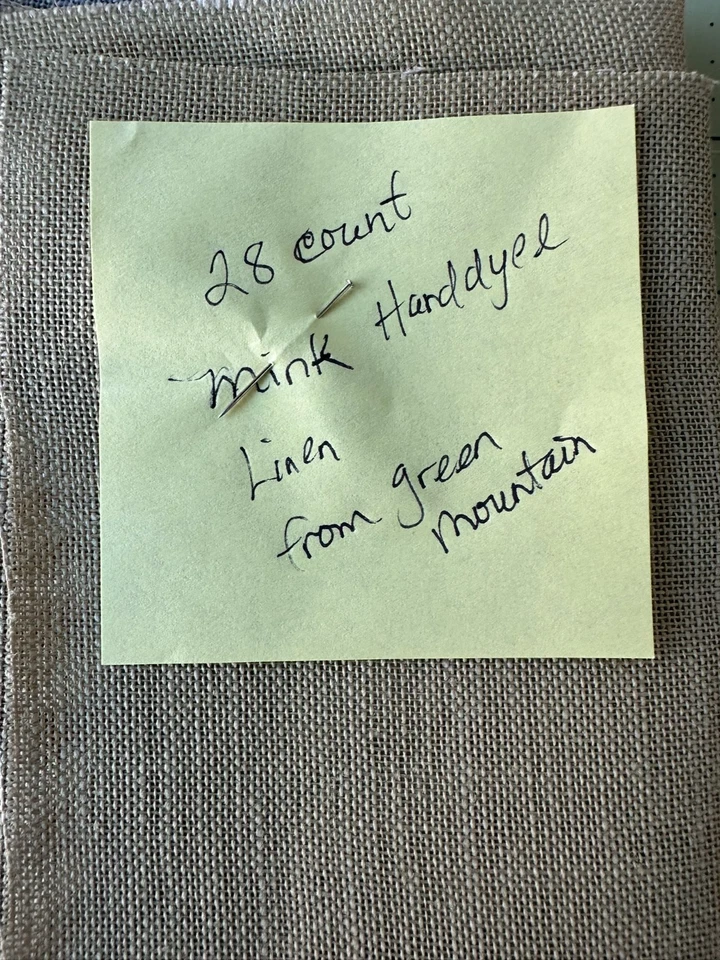 28 count
mink Handdyed
Linen
from green
mountain